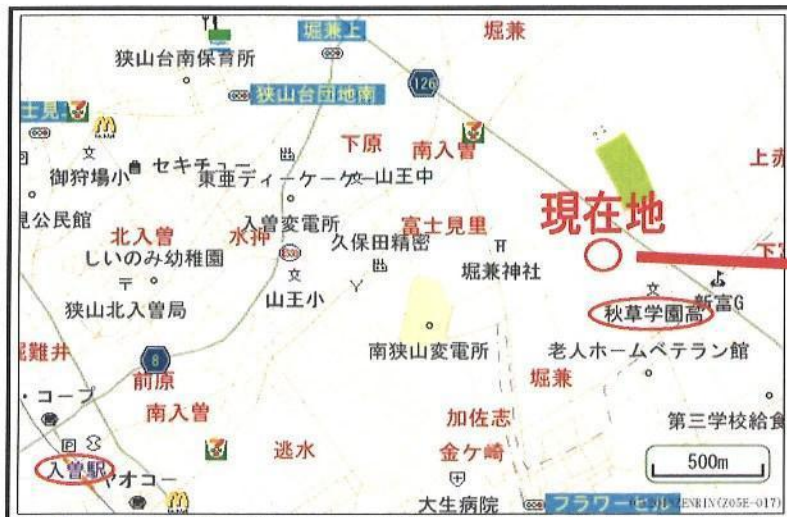 堀兼上
堀兼
狭山台南保育所
126
狭山台団地南
士見
下原
南入曽
上赤
御狩場小
セキチュー
東亜ディーケーケー
山王中
現在地
見公民館
北入曽
水押
入曽変電所
富士見里
久保田精密
しいのみ幼稚園
堀兼神社
下富
狭山北入曽局
山王小
秋草学園高
新富G
堀難井
8
前原
南狭山変電所
老人ホームベテラン館
堀兼
・コープ
南入曽
加佐志
第三学校給食
逃水
金ケ崎
500m
入曽駅
ヤオコー
大生病院
フラワーヒル
ZENRIN(Z05E-017)